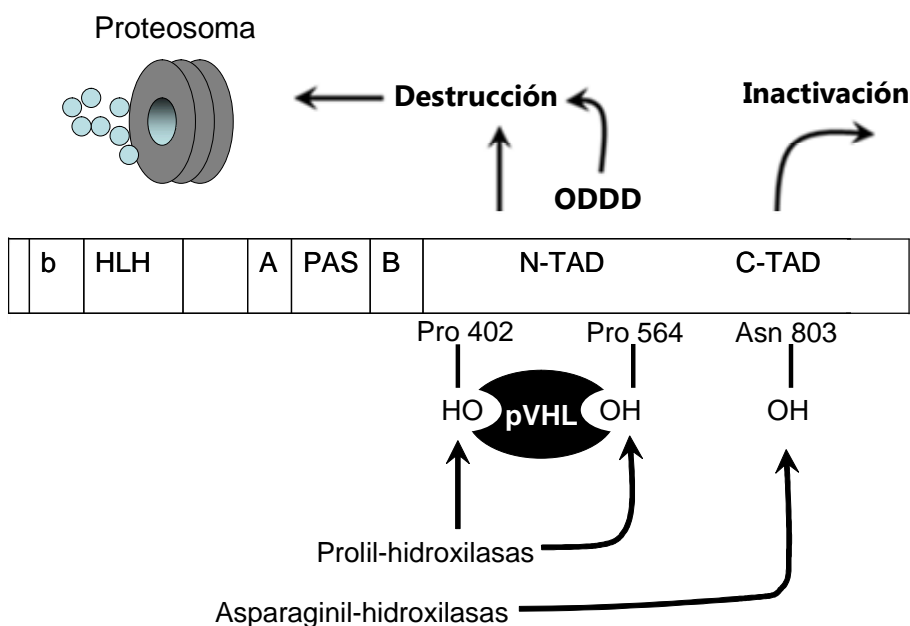 Proteosoma
Destrucción
Inactivación
ODDD
b HLH A PAS B N-TAD C-TAD
Pro 402 Pro 564 Asn 803
HO pVHL OH OH
Prolil-hidroxilasas
Asparaginil-hidroxilasas